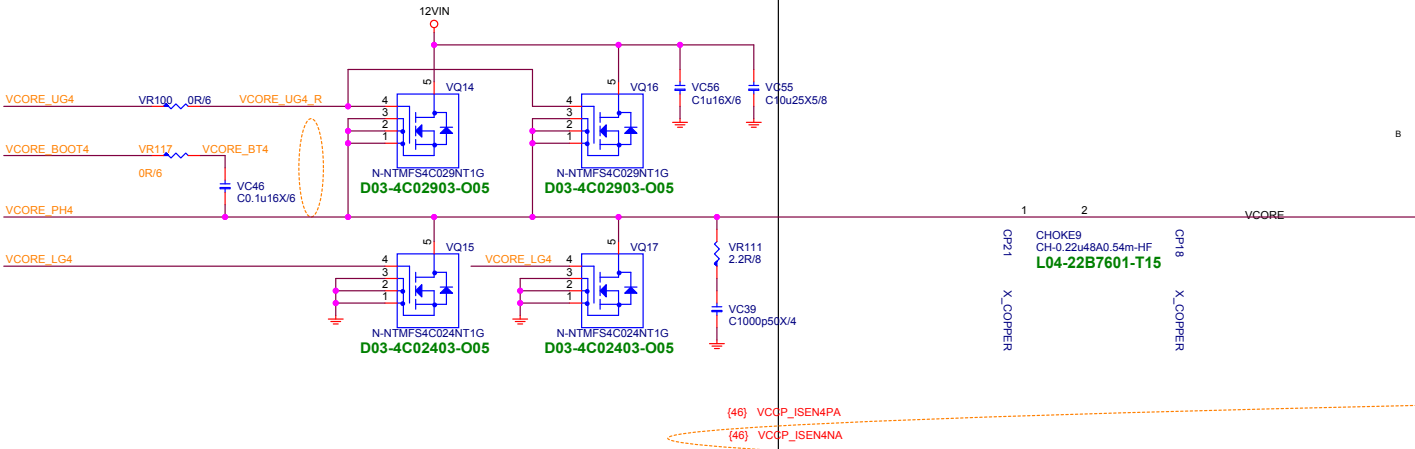 12VIN
VCORE_UG4
VR100
0R/6
VCORE_UG4_R
5
VQ14
4
3
2
1
N-NTMFS4C029NT1G
D03-4C02903-O05
5
VQ16
4
3
2
1
N-NTMFS4C029NT1G
D03-4C02903-O05
VC56
C1u16X/6
VC55
C10u25X5/8
B
VCORE_BOOT4
VR117
VCORE_BT4
0R/6
VC46
C0.1u16X/6
VCORE_PH4
1
2
VCORE
CP21
X_COPPER
CHOKE9
CH-0.22u48A0.54m-HF
L04-22B7601-T15
CP18
X_COPPER
VCORE_LG4
5
VQ15
4
3
2
1
N-NTMFS4C024NT1G
D03-4C02403-O05
VCORE_LG4
5
VQ17
4
3
2
1
N-NTMFS4C024NT1G
D03-4C02403-O05
VR111
2.2R/8
VC39
C1000p50X/4
{46} VCCP_ISEN4PA
{46} VCCP_ISEN4NA